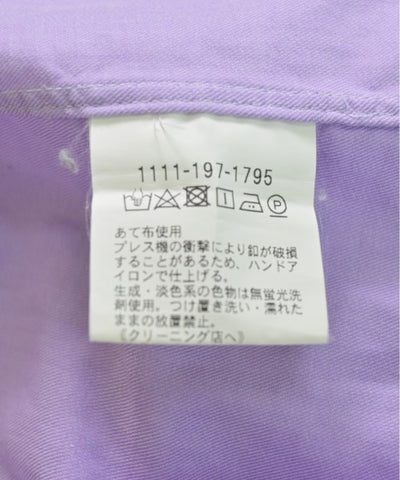 1111-197-1795
あて布使用
プレス機の衝撃により釦が破損
することがあるため、ハンドア
イロンで仕上げる。
生成・淡色系の色物は無蛍光洗
剤使用。つけ置き洗い・濡れた
ままの放置禁止。
《クリーニング店へ》